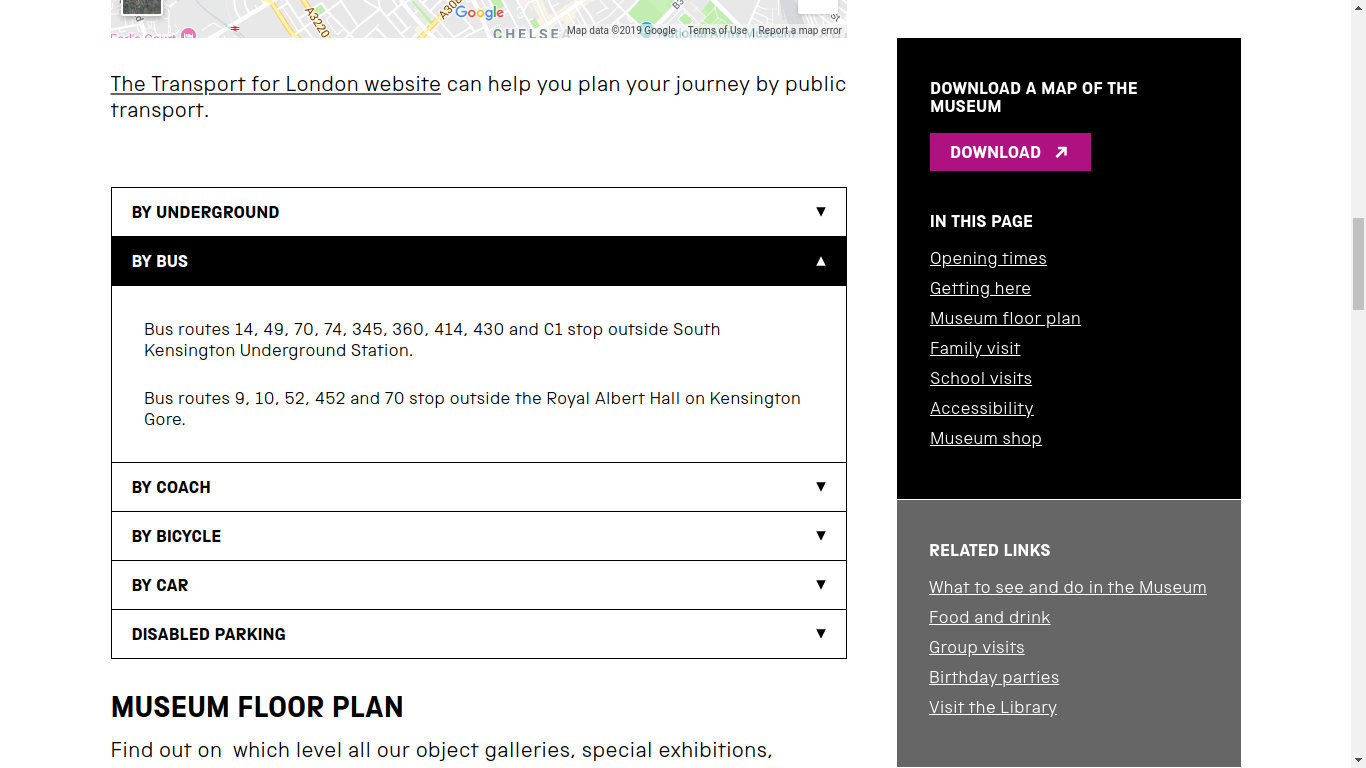 Google
A3220
CHELSE
Map data ©2019 Google
Terms of Use
Report a map error
The Transport for London website can help you plan your journey by public
transport.
BY UNDERGROUND ▼
BY BUS ▲
Bus routes 14, 49, 70, 74, 345, 360, 414, 430 and C1 stop outside South
Kensington Underground Station.
Bus routes 9, 10, 52, 452 and 70 stop outside the Royal Albert Hall on Kensington
Gore.
BY COACH ▼
BY BICYCLE ▼
BY CAR ▼
DISABLED PARKING ▼
MUSEUM FLOOR PLAN
Find out on  which level all our object galleries, special exhibitions,
DOWNLOAD A MAP OF THE
MUSEUM
DOWNLOAD
IN THIS PAGE
Opening times
Getting here
Museum floor plan
Family visit
School visits
Accessibility
Museum shop
RELATED LINKS
What to see and do in the Museum
Food and drink
Group visits
Birthday parties
Visit the Library